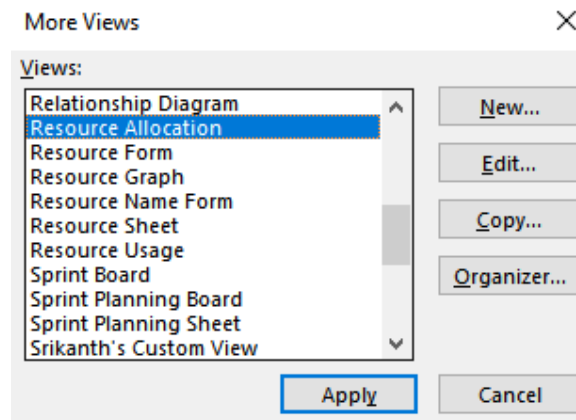 More Views
Views:
Relationship Diagram
Resource Allocation
Resource Form
Resource Graph
Resource Name Form
Resource Sheet
Resource Usage
Sprint Board
Sprint Planning Board
Sprint Planning Sheet
Srikanth's Custom View
New...
Edit...
Copy...
Organizer...
Apply
Cancel